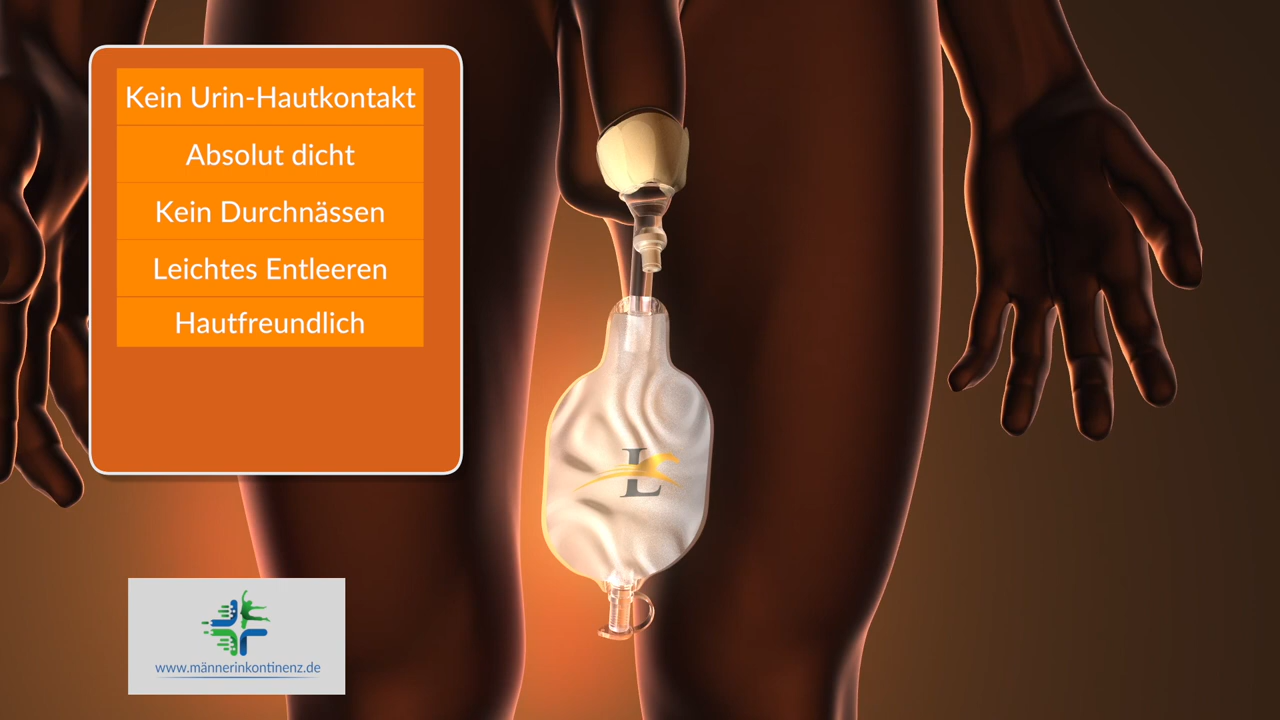 Kein Urin-Hautkontakt
Absolut dicht
Kein Durchnässen
Leichtes Entleeren
Hautfreundlich
L
www.männerinkontinenz.de